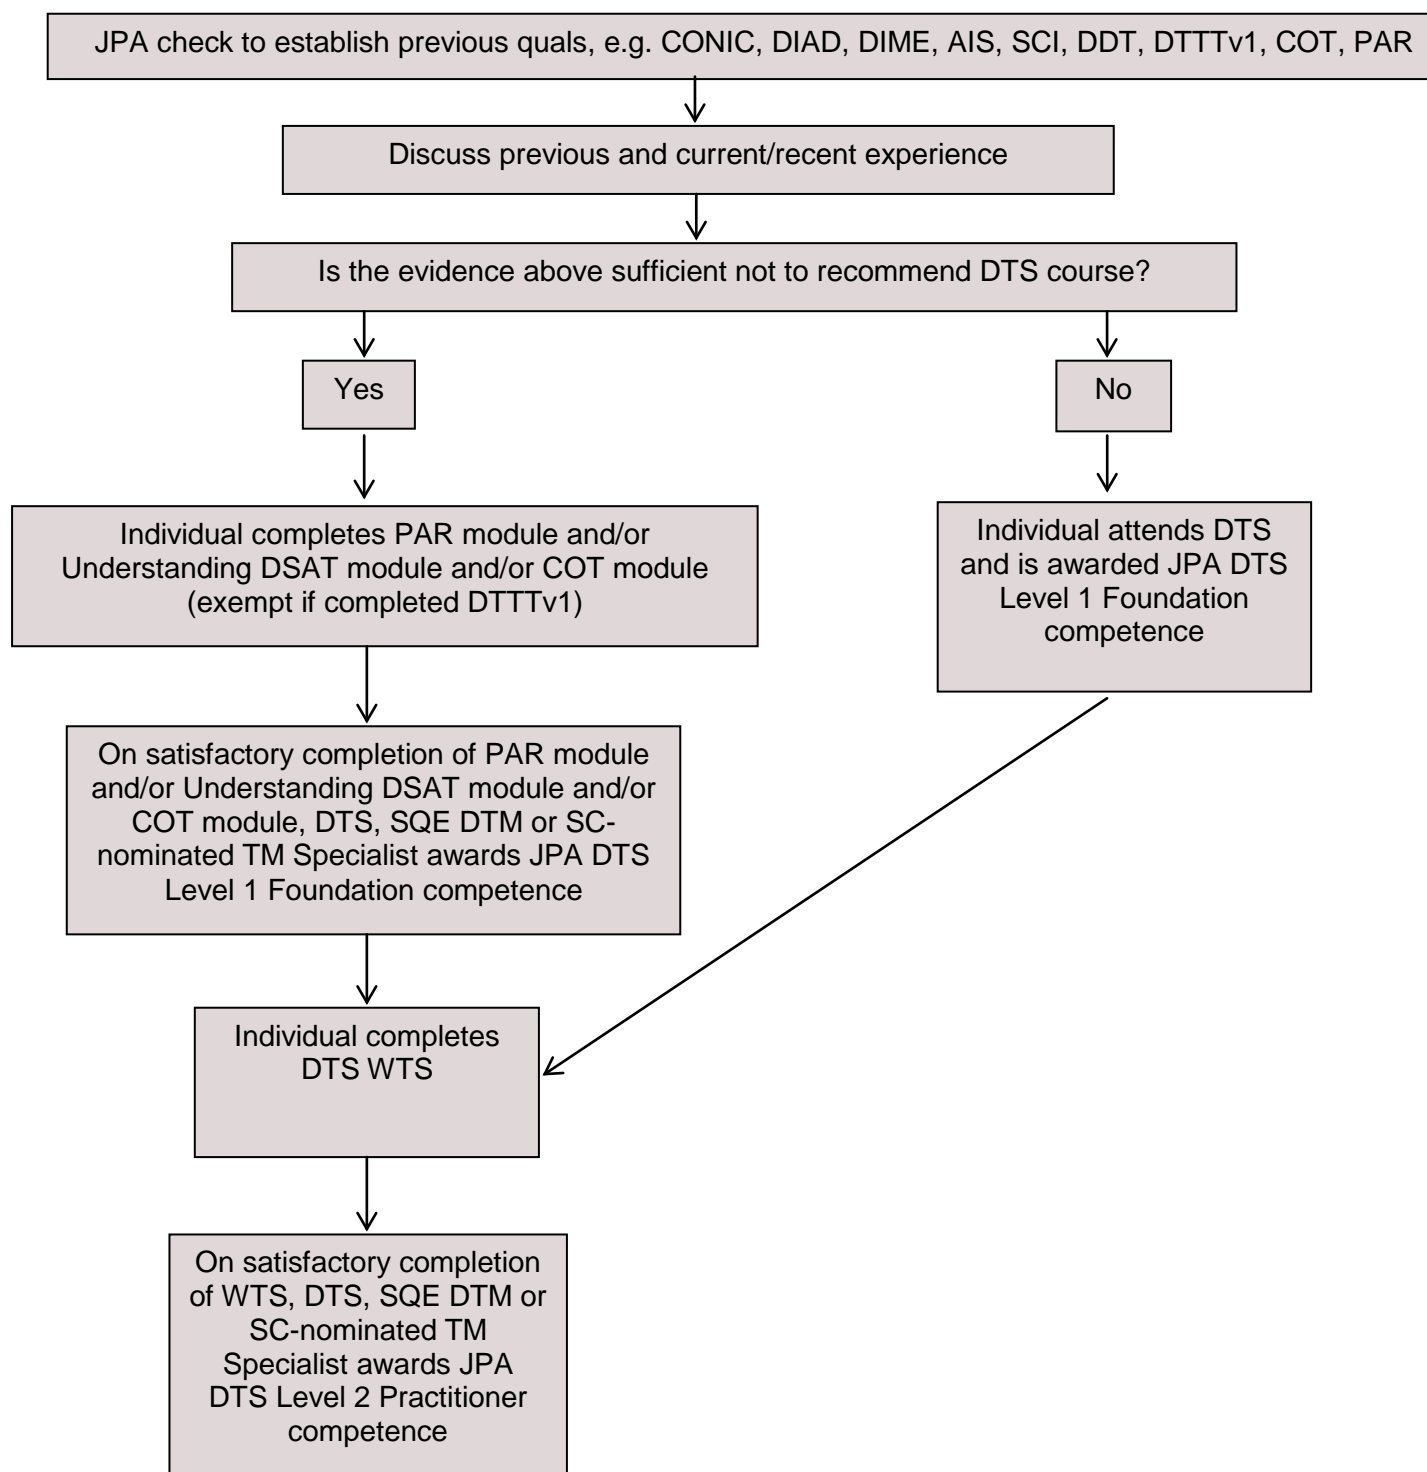 JPA check to establish previous quals, e.g. CONIC, DIAD, DIME, AIS, SCI, DDT, DTTTv1, COT, PAR
Discuss previous and current/recent experience
Is the evidence above sufficient not to recommend DTS course?
Yes
No
Individual completes PAR module and/or
Understanding DSAT module and/or COT module
(exempt if completed DTTTv1)
Individual attends DTS
and is awarded JPA DTS
Level 1 Foundation
competence
On satisfactory completion of PAR module
and/or Understanding DSAT module and/or
COT module, DTS, SQE DTM or SC-
nominated TM Specialist awards JPA DTS
Level 1 Foundation competence
Individual completes
DTS WTS
On satisfactory completion
of WTS, DTS, SQE DTM or
SC-nominated TM
Specialist awards JPA
DTS Level 2 Practitioner
competence